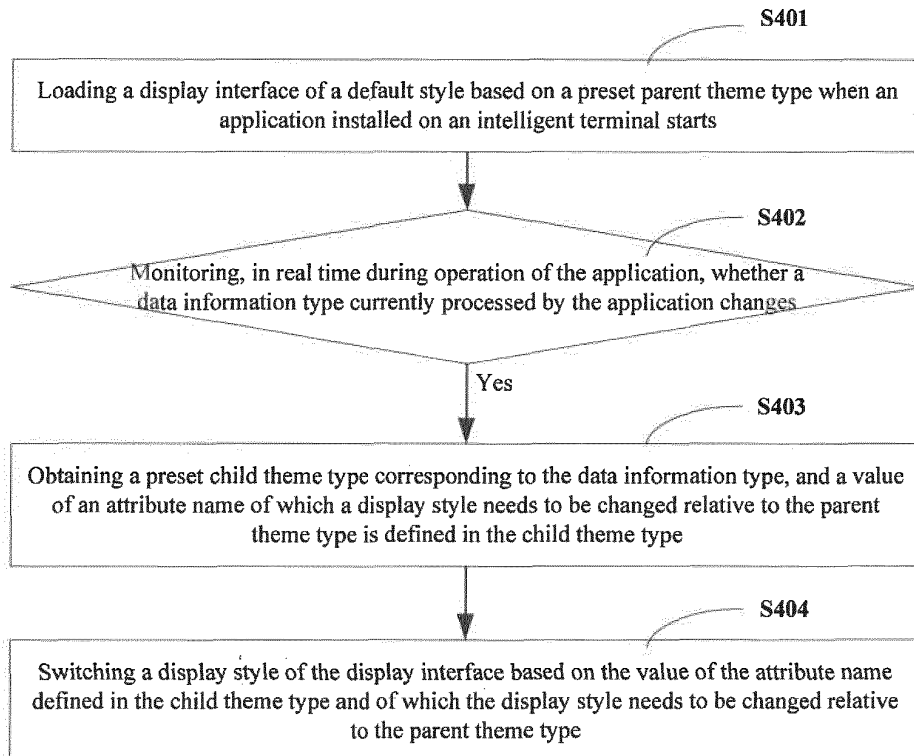 S401
Loading a display interface of a default style based on a preset parent theme type when an
application installed on an intelligent terminal starts
S402
Monitoring, in real time during operation of the application, whether a
data information type currently processed by the application changes
Yes
S403
Obtaining a preset child theme type corresponding to the data information type, and a value
of an attribute name of which a display style needs to be changed relative to the parent
theme type is defined in the child theme type
S404
Switching a display style of the display interface based on the value of the attribute name
defined in the child theme type and of which the display style needs to be changed relative
to the parent theme type